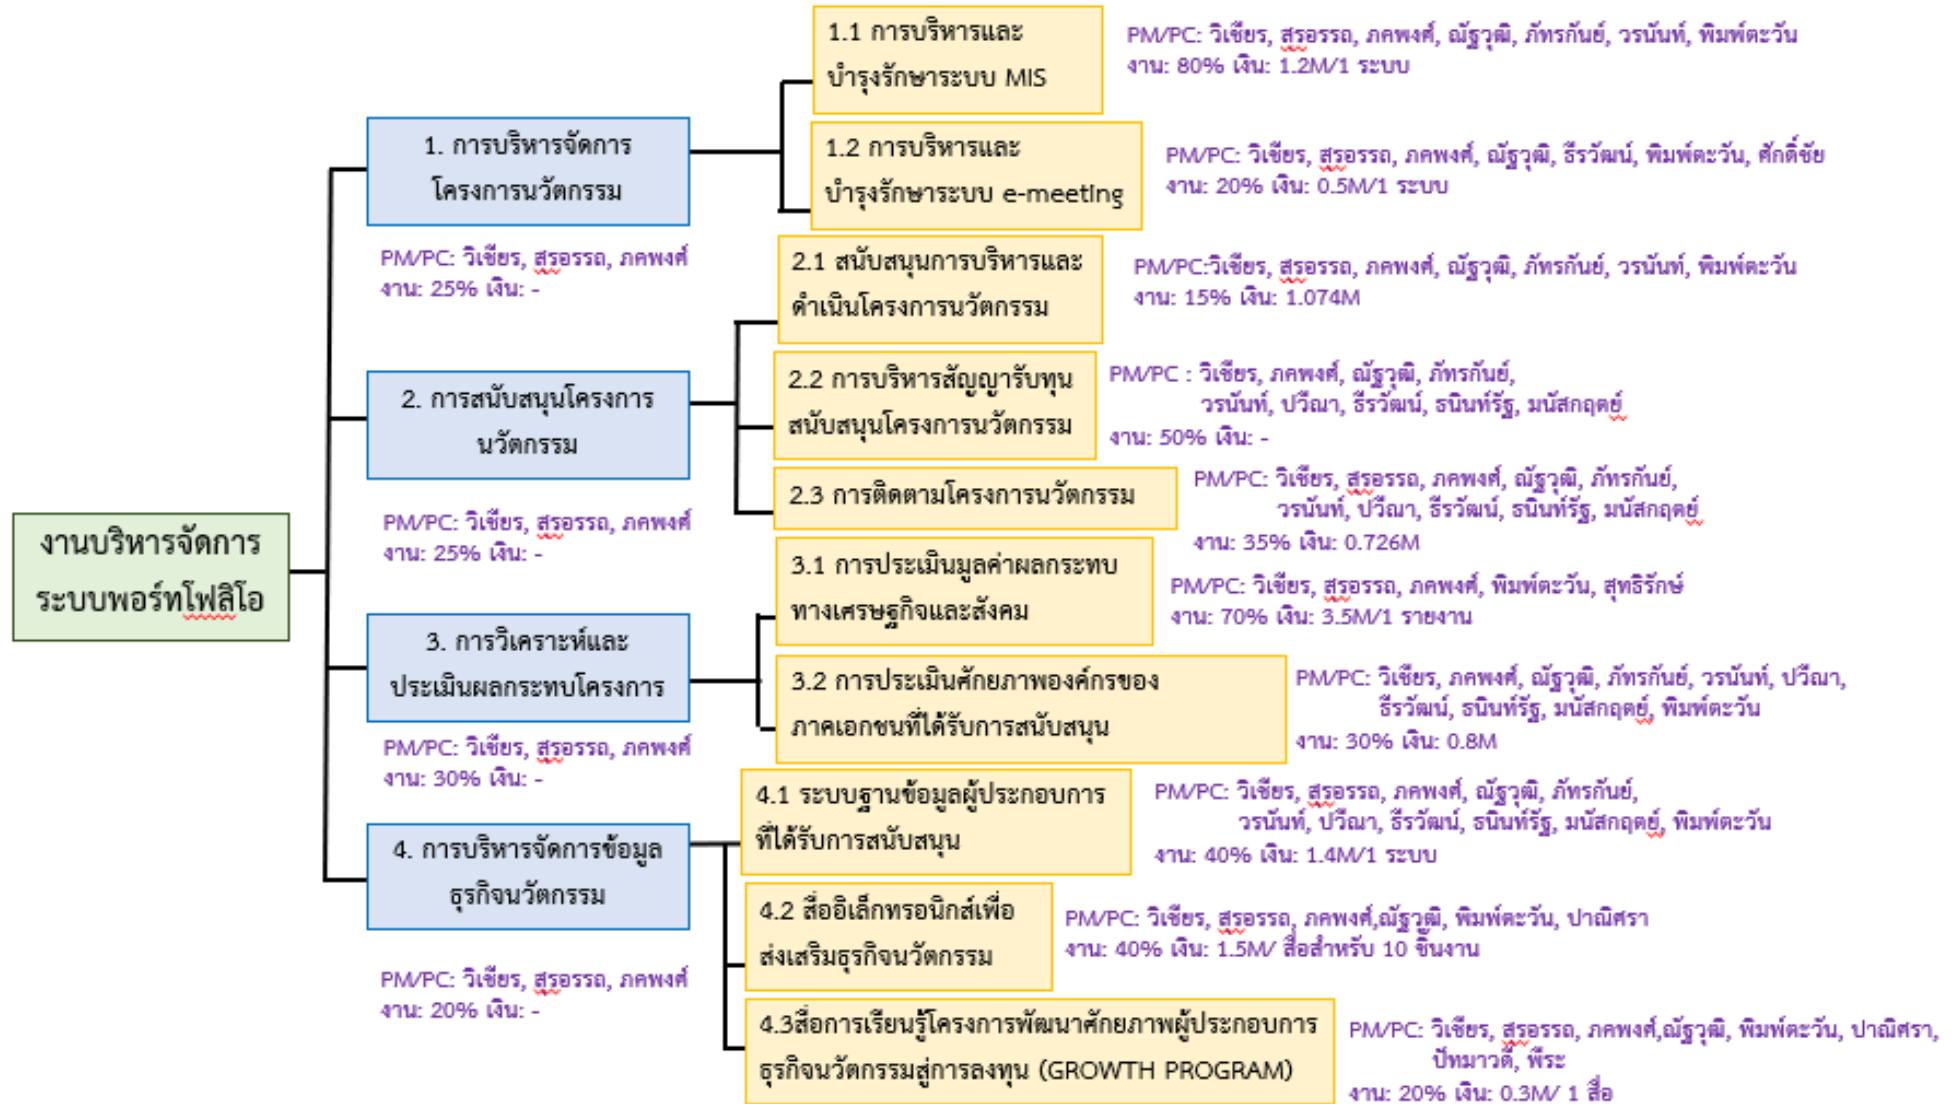 งานบริหารจัดการ
ระบบพอร์ทโฟลิโอ
1. การบริหารจัดการ
โครงการนวัตกรรม
PM/PC: วิเชียร, สุรอรรถ, ภคพงศ์
งาน: 25% เงิน: -
1.1 การบริหารและ
บำรุงรักษาระบบ MIS
PM/PC: วิเชียร, สุรอรรถ, ภคพงศ์, ณัฐวุฒิ, ภัทรกันย์, วรนันท์, พิมพ์ตะวัน
งาน: 80% เงิน: 1.2M/1 ระบบ
1.2 การบริหารและ
บำรุงรักษาระบบ e-meeting
PM/PC: วิเชียร, สุรอรรถ, ภคพงศ์, ณัฐวุฒิ, ธีรวัฒน์, พิมพ์ตะวัน, ศักดิ์ชัย
งาน: 20% เงิน: 0.5M/1 ระบบ
2. การสนับสนุนโครงการ
นวัตกรรม
PM/PC: วิเชียร, สุรอรรถ, ภคพงศ์
งาน: 25% เงิน: -
2.1 สนับสนุนการบริหารและ
ดำเนินโครงการนวัตกรรม
PM/PC:วิเชียร, สุรอรรถ, ภคพงศ์, ณัฐวุฒิ, ภัทรกันย์, วรนันท์, พิมพ์ตะวัน
งาน: 15% เงิน: 1.074M
2.2 การบริหารสัญญารับทุน
สนับสนุนโครงการนวัตกรรม
PM/PC : วิเชียร, ภคพงศ์, ณัฐวุฒิ, ภัทรกันย์,
วรนันท์, ปวีณา, ธีรวัฒน์, ธนินท์รัฐ, มนัสกฤตย์
งาน: 50% เงิน: -
2.3 การติดตามโครงการนวัตกรรม
PM/PC: วิเชียร, สุรอรรถ, ภคพงศ์, ณัฐวุฒิ, ภัทรกันย์,
วรนันท์, ปวีณา, ธีรวัฒน์, ธนินท์รัฐ, มนัสกฤตย์
งาน: 35% เงิน: 0.726M
3. การวิเคราะห์และ
ประเมินผลกระทบโครงการ
PM/PC: วิเชียร, สุรอรรถ, ภคพงศ์
งาน: 30% เงิน: -
3.1 การประเมินมูลค่าผลกระทบ
ทางเศรษฐกิจและสังคม
PM/PC: วิเชียร, สุรอรรถ, ภคพงศ์, พิมพ์ตะวัน, สุทธิรักษ์
งาน: 70% เงิน: 3.5M/1 รายงาน
3.2 การประเมินศักยภาพองค์กรของ
ภาคเอกชนที่ได้รับการสนับสนุน
PM/PC: วิเชียร, ภคพงศ์, ณัฐวุฒิ, ภัทรกันย์, วรนันท์, ปวีณา,
ธีรวัฒน์, ธนินท์รัฐ, มนัสกฤตย์, พิมพ์ตะวัน
งาน: 30% เงิน: 0.8M
4. การบริหารจัดการข้อมูล
ธุรกิจนวัตกรรม
PM/PC: วิเชียร, สุรอรรถ, ภคพงศ์
งาน: 20% เงิน: -
4.1 ระบบฐานข้อมูลผู้ประกอบการ
ที่ได้รับการสนับสนุน
PM/PC: วิเชียร, สุรอรรถ, ภคพงศ์, ณัฐวุฒิ, ภัทรกันย์,
วรนันท์, ปวีณา, ธีรวัฒน์, ธนินท์รัฐ, มนัสกฤตย์, พิมพ์ตะวัน
งาน: 40% เงิน: 1.4M/1 ระบบ
4.2 สื่ออิเล็กทรอนิกส์เพื่อ
ส่งเสริมธุรกิจนวัตกรรม
PM/PC: วิเชียร, สุรอรรถ, ภคพงศ์,ณัฐวุฒิ, พิมพ์ตะวัน, ปาณิศรา
งาน: 40% เงิน: 1.5M/ สื่อสำหรับ 10 ชิ้นงาน
4.3สื่อการเรียนรู้โครงการพัฒนาศักยภาพผู้ประกอบการ
ธุรกิจนวัตกรรมสู่การลงทุน (GROWTH PROGRAM)
PM/PC: วิเชียร, สุรอรรถ, ภคพงศ์,ณัฐวุฒิ, พิมพ์ตะวัน, ปาณิศรา,
ปัทมาวดี, พีระ
งาน: 20% เงิน: 0.3M/ 1 สื่อ